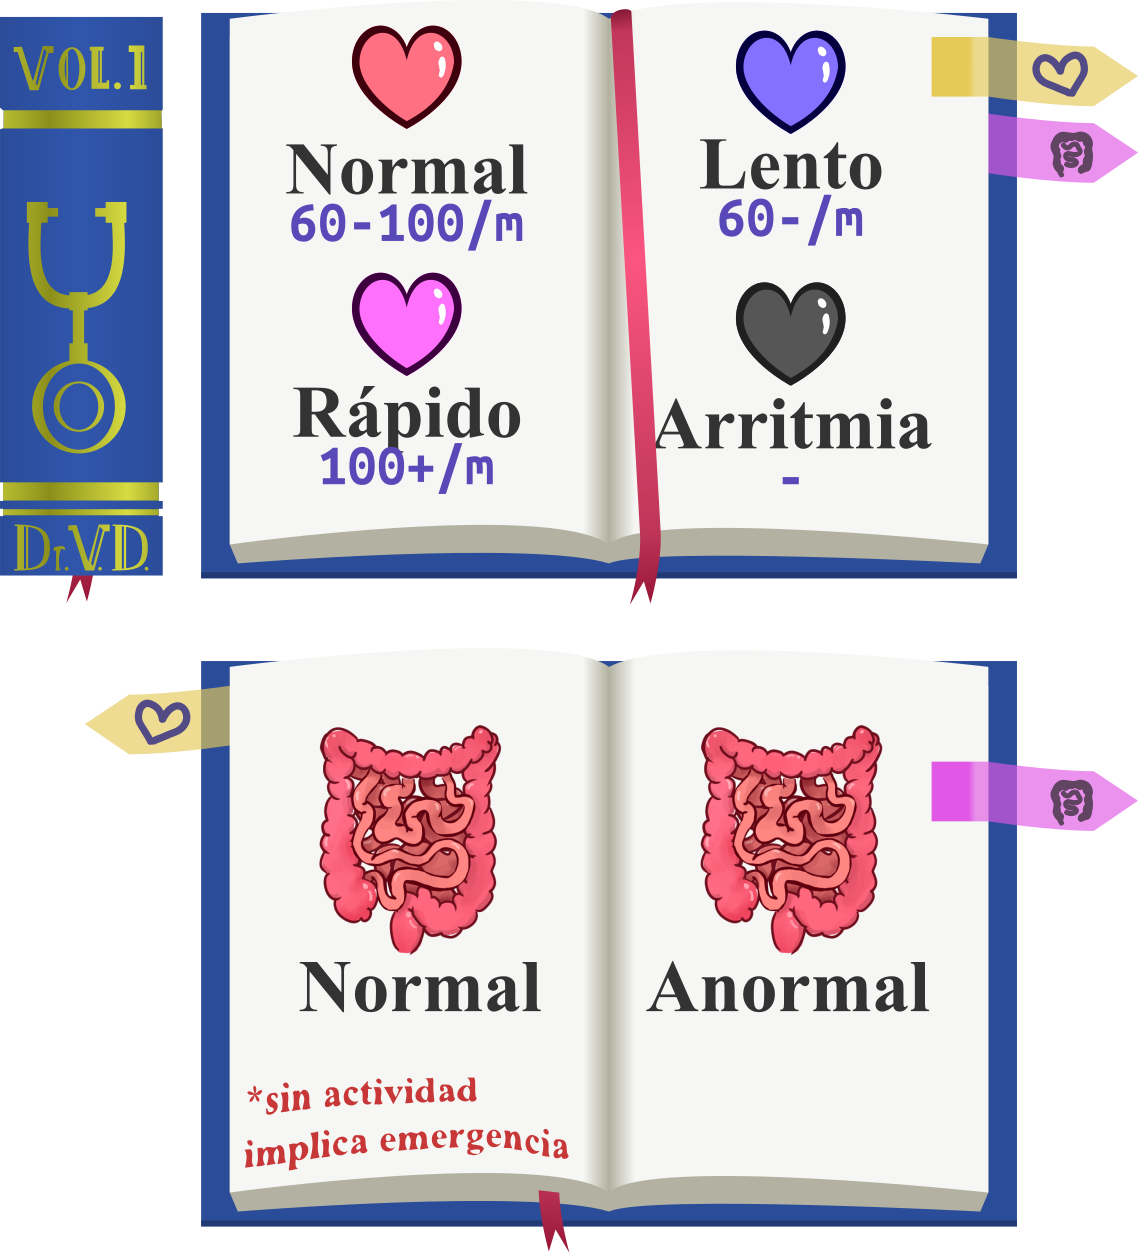 VOL.1
Dr.V.D.
Normal
60-100/m
Rápido
100+/m
Lento
60-/m
Arritmia
-
Normal
*sin actividad
implica emergencia
Anormal